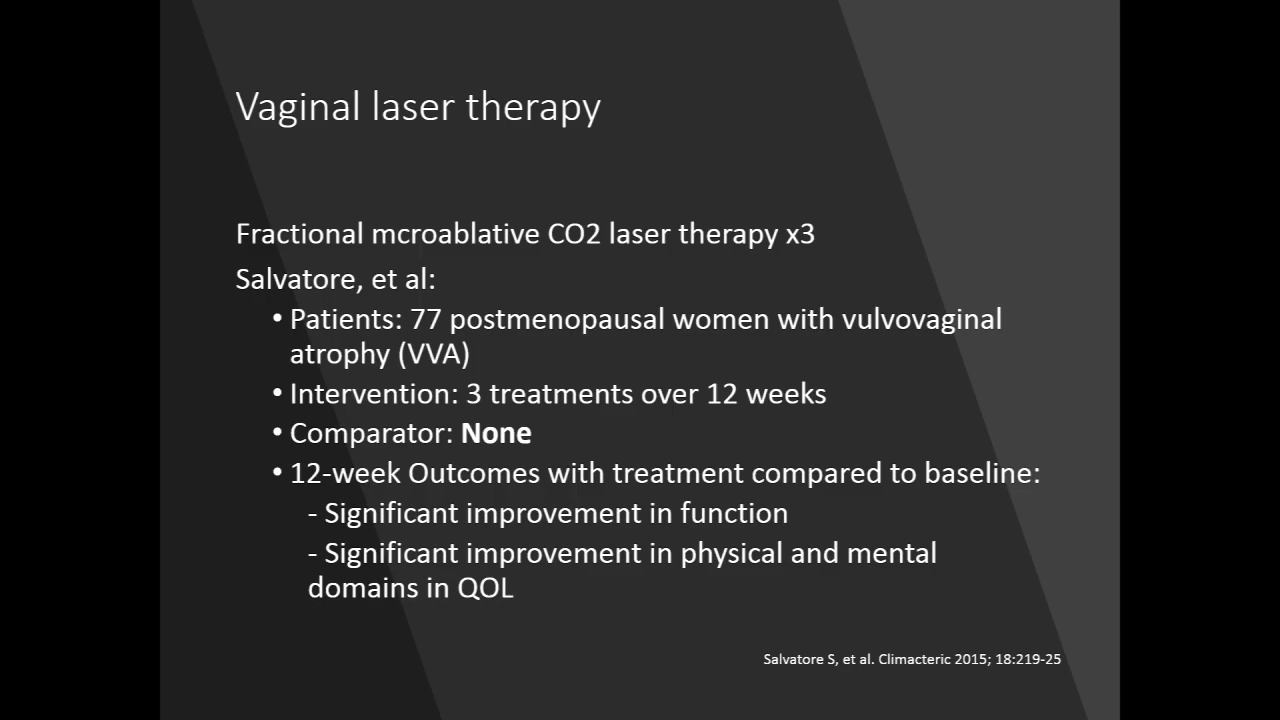 Vaginal laser therapy
Fractional mcroablative CO2 laser therapy x3
Salvatore, et al:
• Patients: 77 postmenopausal women with vulvovaginal
atrophy (VVA)
• Intervention: 3 treatments over 12 weeks
• Comparator: None
• 12-week Outcomes with treatment compared to baseline:
- Significant improvement in function
- Significant improvement in physical and mental
domains in QOL
Salvatore S, et al. Climacteric 2015; 18:219-25